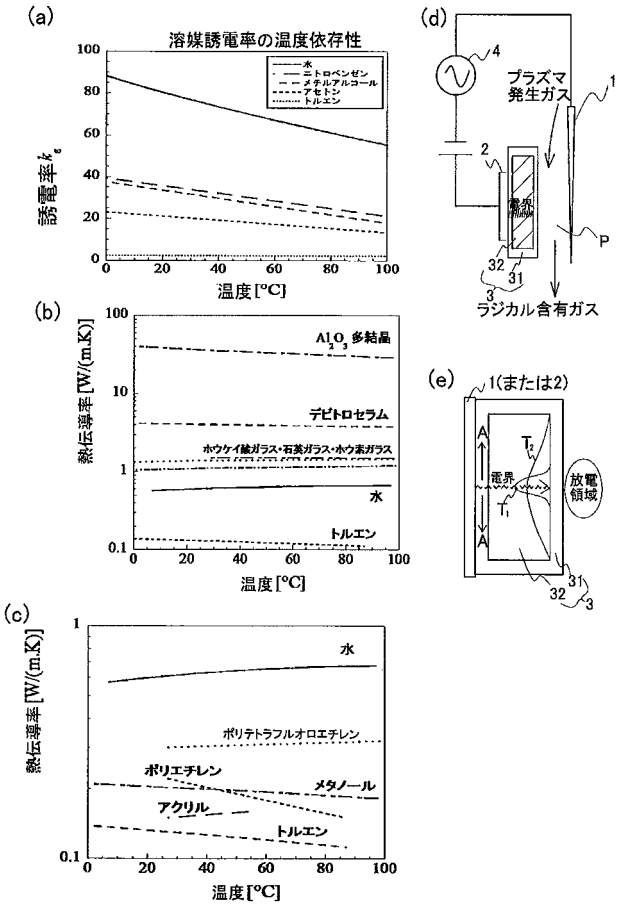 (a)
溶媒誘電率の温度依存性
水
ニトロベンゼン
メチルアルコール
アセトン
トルエン
100
80
60
40
20
0
誘電率kε
0 20 40 60 80 100
温度[℃]
(b)
100
10
1
0.1
熱伝導率[W/(m.K)]
Al2O3 多結晶
デビトロセラム
ホウケイ酸ガラス・石英ガラス・ホウ素ガラス
水
トルエン
0 20 40 60 80 100
温度[℃]
(c)
1
0.1
熱伝導率[W/(m.K)]
水
ポリテトラフルオロエチレン
ポリエチレン
メタノール
アクリル
トルエン
0 20 40 60 80 100
温度[℃]
(d)
4
プラズマ
発生ガス
1
2
電界
P
32
31
3
ラジカル含有ガス
(e)
1(または2)
A
T2
電界
放電
領域
T1
A
31
32
3